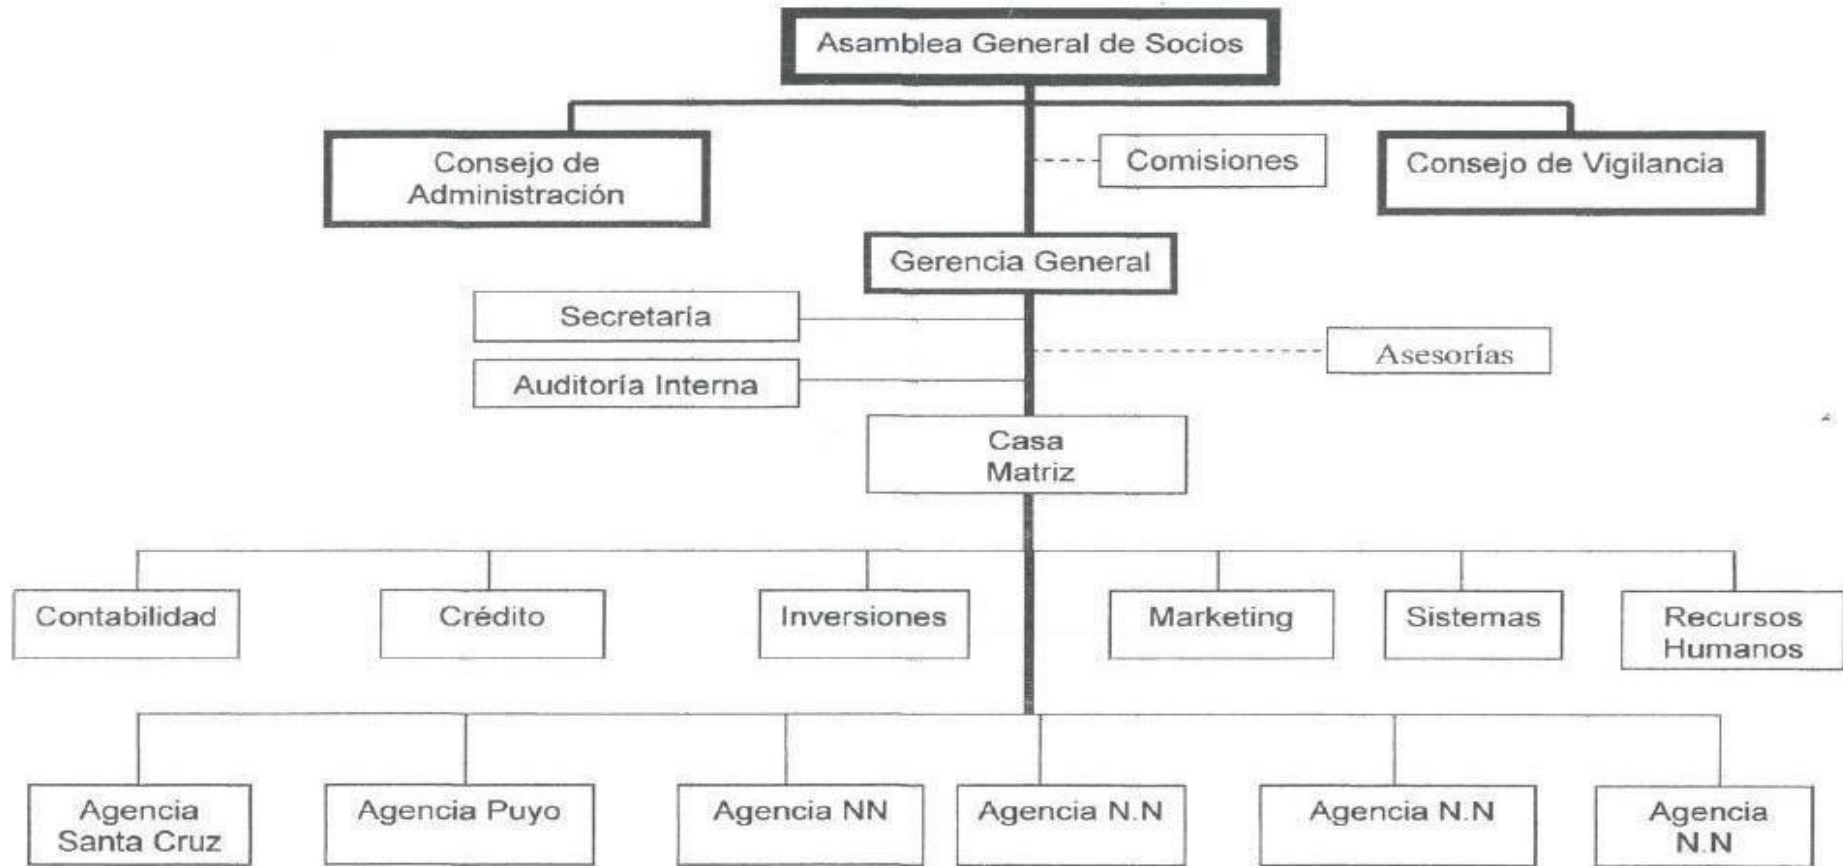 Asamblea General de Socios
Consejo de
Administración
Comisiones
Consejo de Vigilancia
Gerencia General
Secretaría
Asesorías
Auditoría Interna
Casa
Matriz
Contabilidad
Crédito
Inversiones
Marketing
Sistemas
Recursos
Humanos
Agencia
Santa Cruz
Agencia Puyo
Agencia NN
Agencia N.N
Agencia N.N
Agencia
N.N